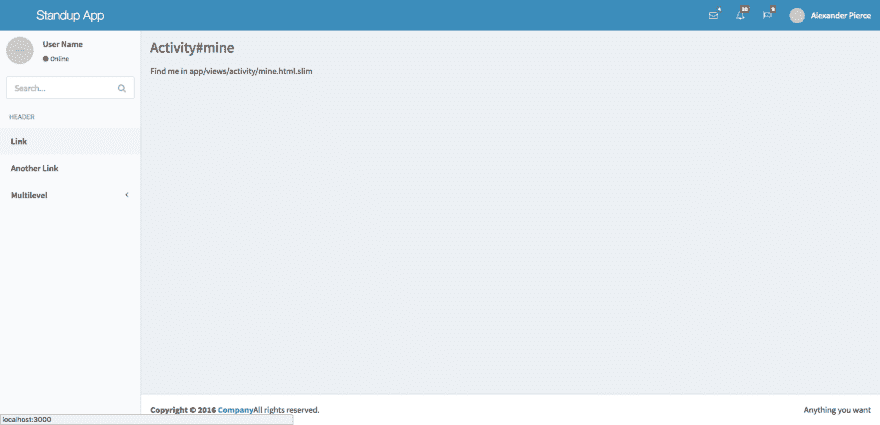 Standup App
Alexander Pierce
User Name
Online
Search...
HEADER
Link
Another Link
Multilevel
Activity#mine
Find me in app/views/activity/mine.html.slim
Copyright © 2016 CompanyAll rights reserved.
Anything you want
localhost:3000